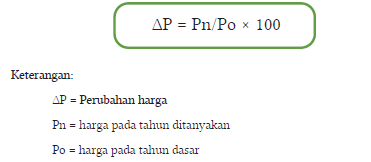 ΔP = Pn/Po × 100
Keterangan:
ΔP = Perubahan harga
Pn = harga pada tahun ditanyakan
Po = harga pada tahun dasar